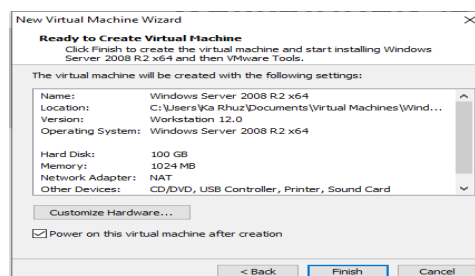 New Virtual Machine Wizard
Ready to Create Virtual Machine
Click Finish to create the virtual machine and start installing Windows
Server 2008 R2 x64 and then VMware Tools.
The virtual machine will be created with the following settings:
Name: Windows Server 2008 R2 x64
Location: C:\Users\Ka Rhuz\Documents\Virtual Machines\Wind...
Version: Workstation 12.0
Operating System: Windows Server 2008 R2 x64
Hard Disk: 100 GB
Memory: 1024 MB
Network Adapter: NAT
Other Devices: CD/DVD, USB Controller, Printer, Sound Card
Customize Hardware...
Power on this virtual machine after creation
< Back Finish Cancel